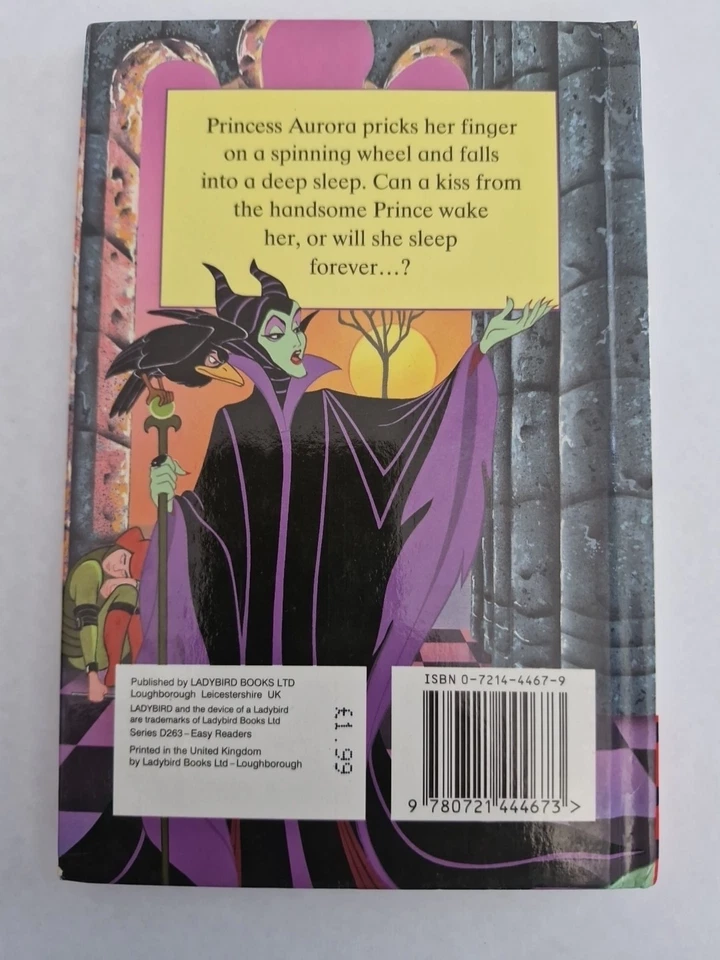 Princess Aurora pricks her finger
on a spinning wheel and falls
into a deep sleep. Can a kiss from
the handsome Prince wake
her, or will she sleep
forever...?
Published by LADYBIRD BOOKS LTD
Loughborough Leicestershire UK
LADYBIRD and the device of a Ladybird
are trademarks of Ladybird Books Ltd
Series D263–Easy Readers
Printed in the United Kingdom
by Ladybird Books Ltd–Loughborough
£1.99
ISBN 0-7214-4467-9
9 780721 444673 >